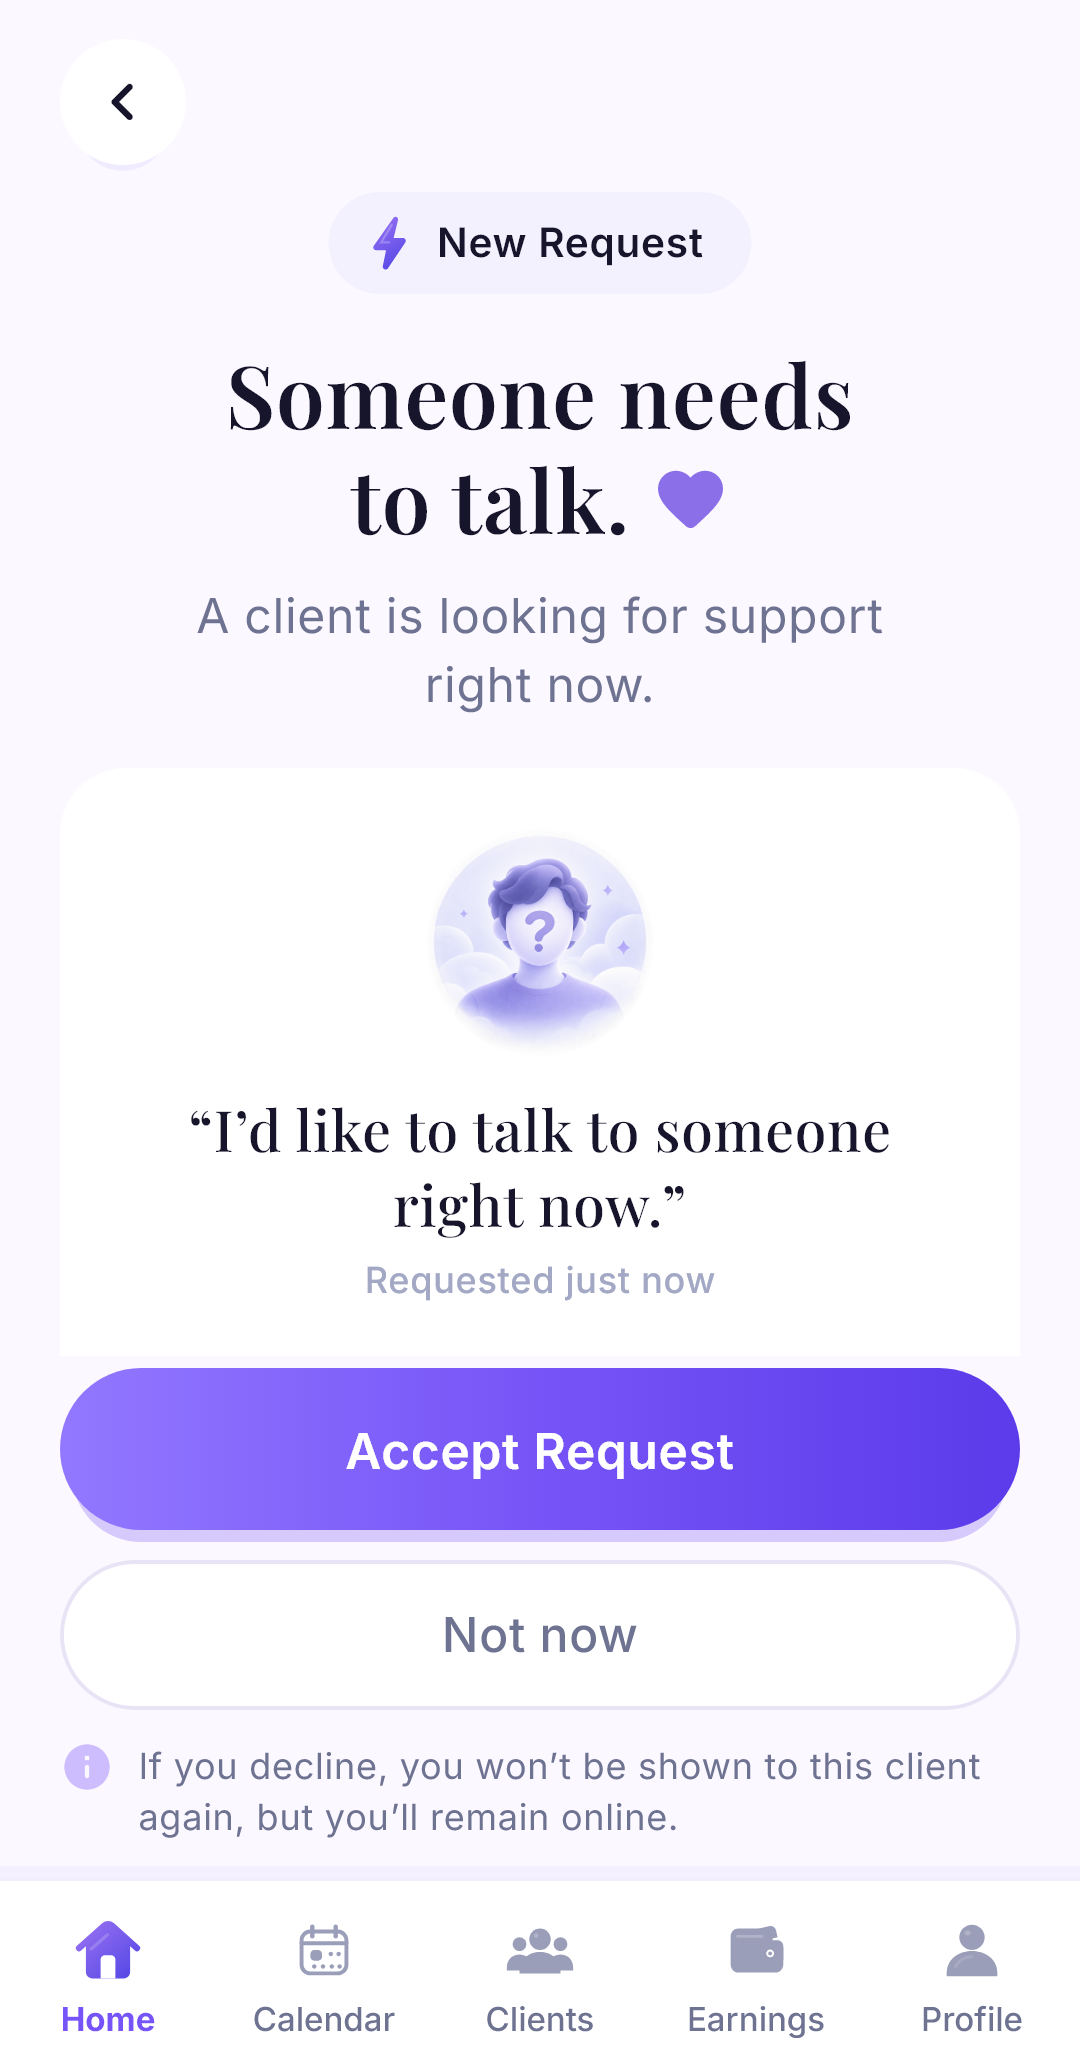 New Request
Someone needs
to talk.
A client is looking for support
right now.
?
“I’d like to talk to someone
right now.”
Requested just now
Accept Request
Not now
If you decline, you won’t be shown to this client
again, but you’ll remain online.
Home
Calendar
Clients
Earnings
Profile